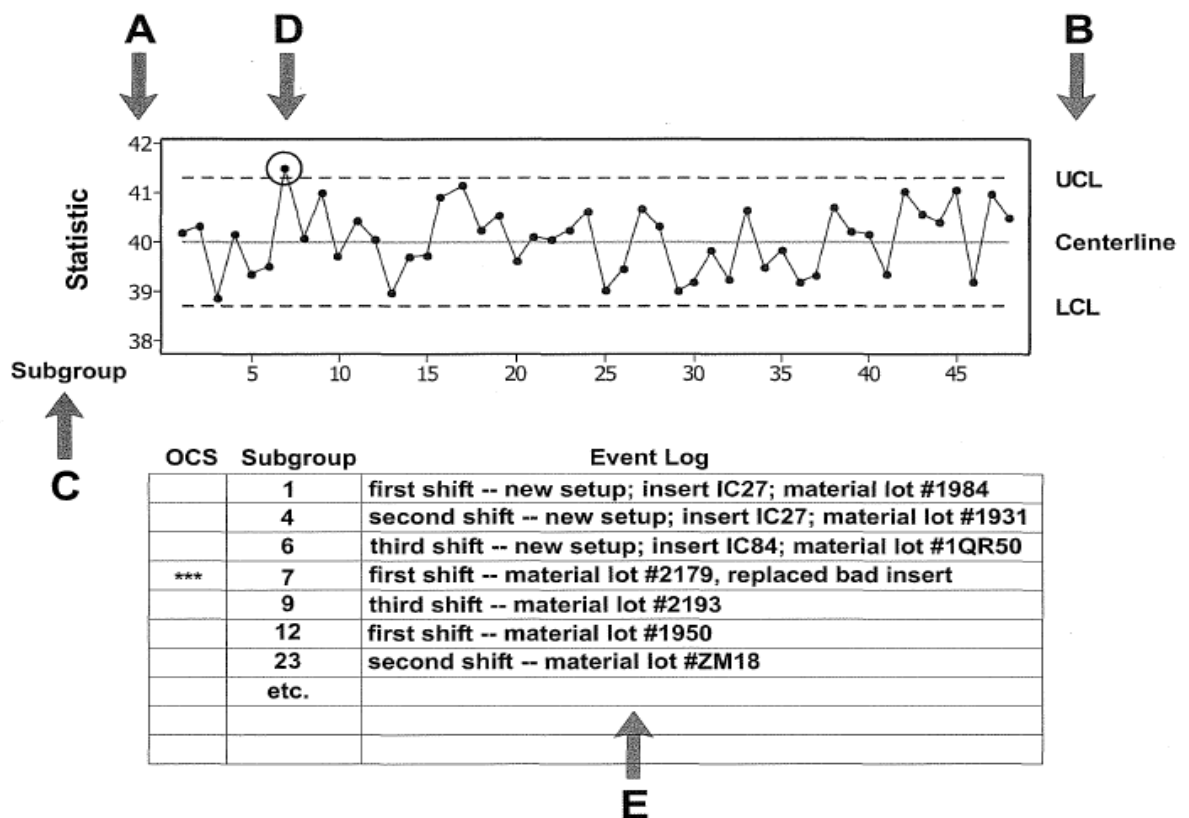 A D B
42
41
40
39
38
Statistic
UCL
Centerline
LCL
Subgroup 5 10 15 20 25 30 35 40 45
C
OCS Subgroup Event Log
1 first shift -- new setup; insert IC27; material lot #1984
4 second shift -- new setup; insert IC27; material lot #1931
6 third shift -- new setup; insert IC84; material lot #1QR50
*** 7 first shift -- material lot #2179, replaced bad insert
9 third shift -- material lot #2193
12 first shift -- material lot #1950
23 second shift -- material lot #ZM18
etc.
E